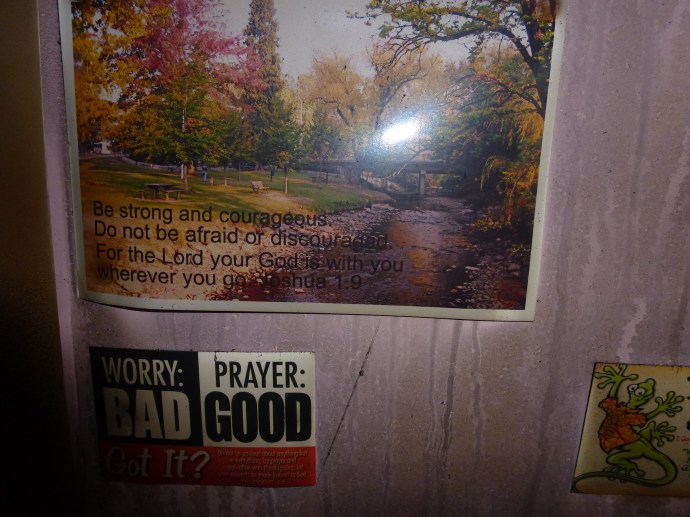 Be strong and courageous.
Do not be afraid or discouraged.
For the Lord your God is with you
wherever you go. Joshua 1:9
WORRY: PRAYER:
BAD GOOD
Got It?